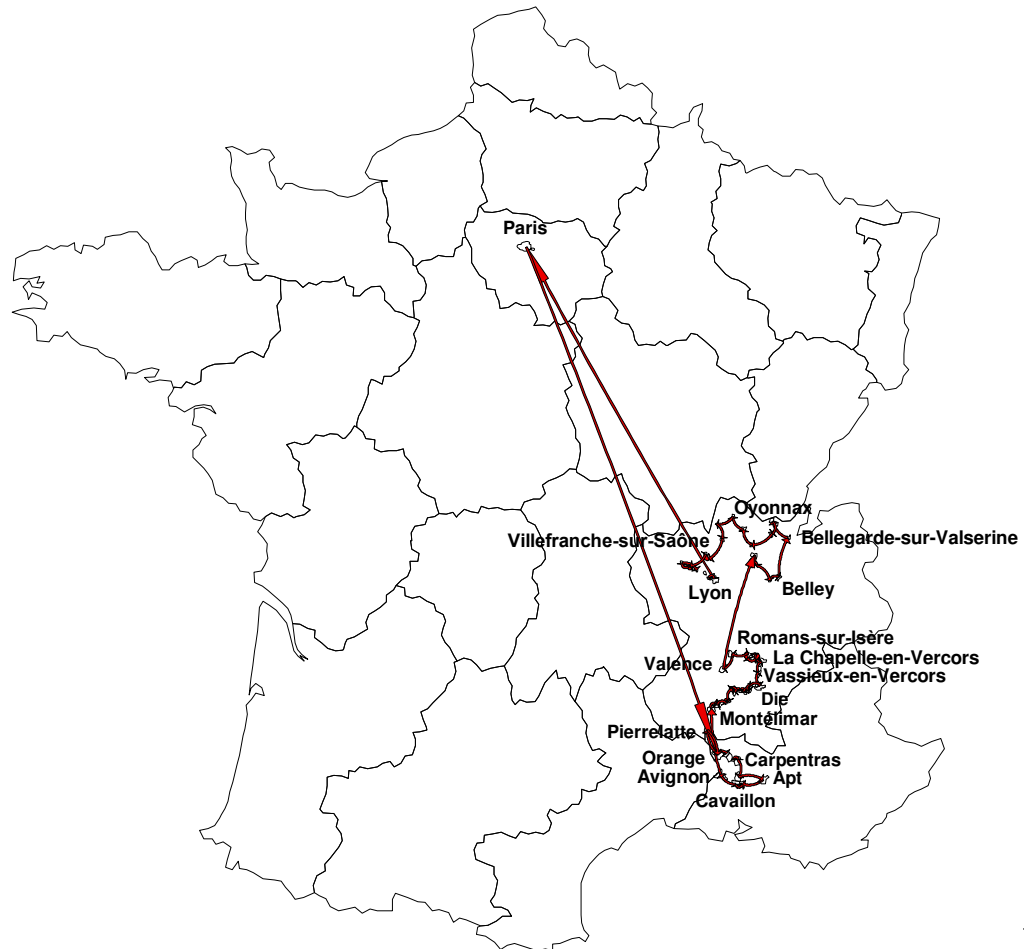 Paris
Oyonnax
Villefranche-sur-Saône
Bellegarde-sur-Valserine
Lyon
Belley
Romans-sur-Isère
La Chapelle-en-Vercors
Valence
Vassieux-en-Vercors
Die
Montélimar
Pierrelatte
Orange
Carpentras
Avignon
Apt
Cavaillon